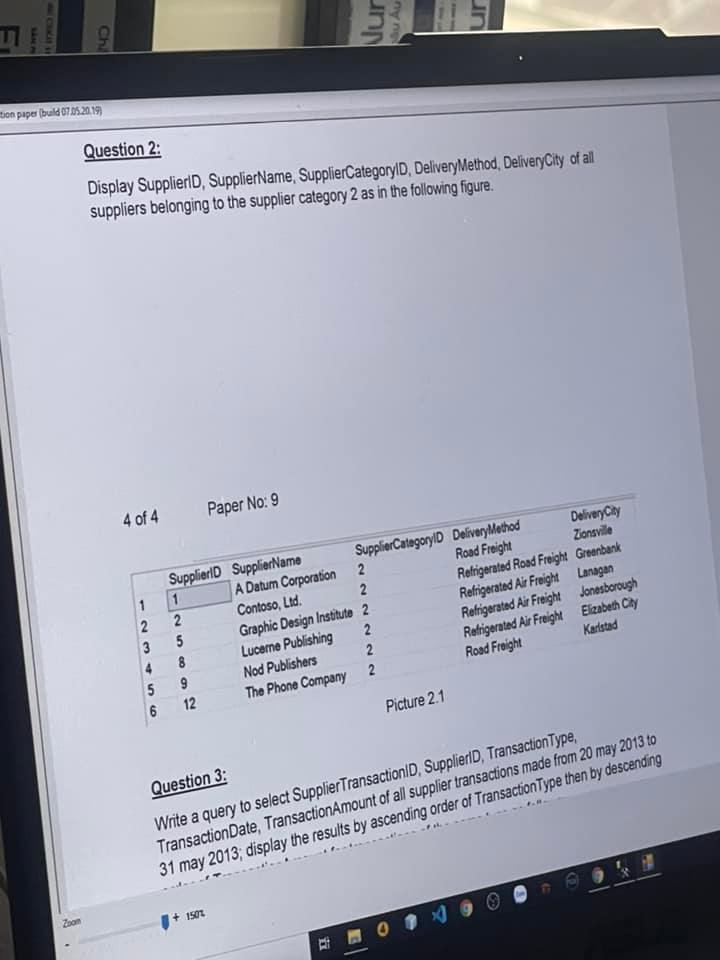 tion paper (build 07.05.20.19)
Question 2:
Display SupplierID, SupplierName, SupplierCategoryID, DeliveryMethod, DeliveryCity of all
suppliers belonging to the supplier category 2 as in the following figure.
4 of 4 Paper No: 9
SupplierID SupplierName SupplierCategoryID DeliveryMethod DeliveryCity
1 1 A Datum Corporation 2 Road Freight Zionsville
2 2 Contoso, Ltd. 2 Refrigerated Road Freight Greenbank
3 5 Graphic Design Institute 2 Refrigerated Air Freight Lanagan
4 8 Lucerne Publishing 2 Refrigerated Air Freight Jonesborough
5 9 Nod Publishers 2 Refrigerated Air Freight Elizabeth City
6 12 The Phone Company 2 Road Freight Karlstad
Picture 2.1
Question 3:
Write a query to select SupplierTransactionID, SupplierID, TransactionType,
TransactionDate, TransactionAmount of all supplier transactions made from 20 may 2013 to
31 may 2013; display the results by ascending order of TransactionType then by descending
Zoom
- + 150%